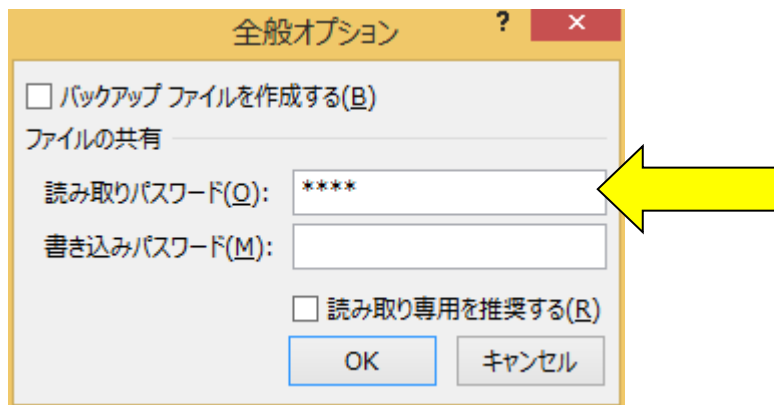 全般オプション ? ×
バックアップ ファイルを作成する(B)
ファイルの共有
読み取りパスワード(O): ****
書き込みパスワード(M):
読み取り専用を推奨する(R)
OK キャンセル